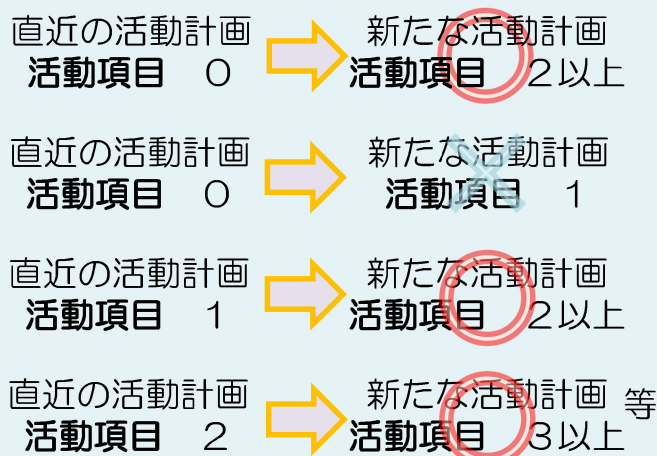 直近の活動計画 新たな活動計画
活動項目 0 活動項目 2以上
直近の活動計画 新たな活動計画
活動項目 0 活動項目 1
直近の活動計画 新たな活動計画
活動項目 1 活動項目 2以上
直近の活動計画 新たな活動計画 等
活動項目 2 活動項目 3以上